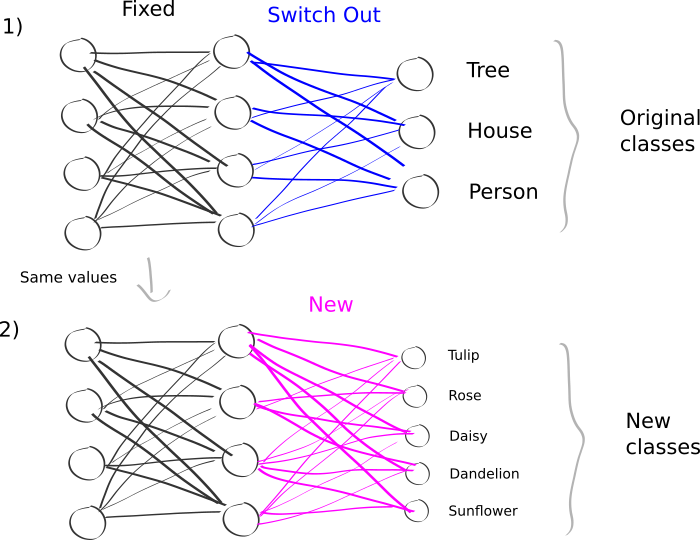 Fixed
Switch Out
1)
Tree
House
Person
Original
classes
Same values
New
2)
Tulip
Rose
Daisy
Dandelion
Sunflower
New
classes